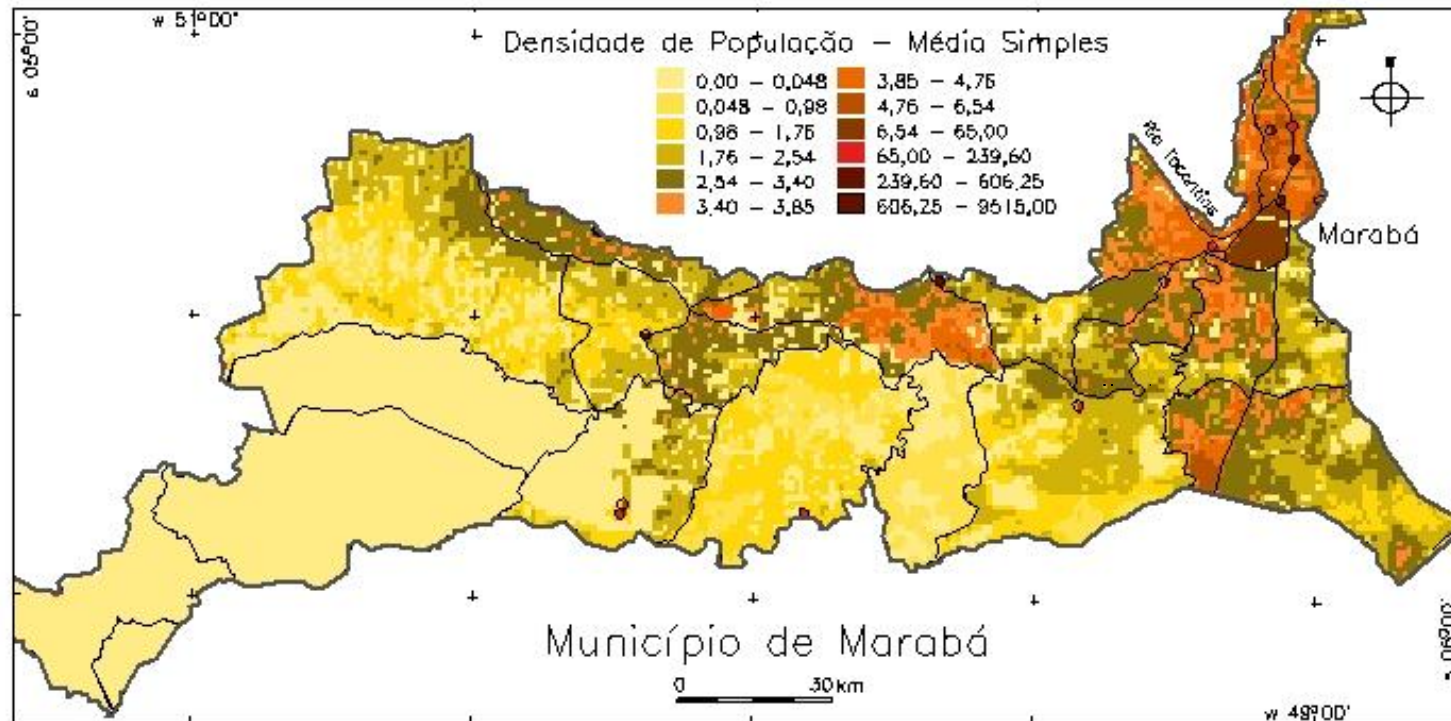 w 51°00'
s 05°00'
Densidade de População – Média Simples
0,00 – 0,048
0,048 – 0,98
0,98 – 1,76
1,76 – 2,54
2,54 – 3,40
3,40 – 3,85
3,85 – 4,76
4,76 – 6,54
6,54 – 65,00
65,00 – 239,60
239,60 – 606,25
606,25 – 9515,00
Rio Tocantins
Marabá
Município de Marabá
0 30km
w 49°00'